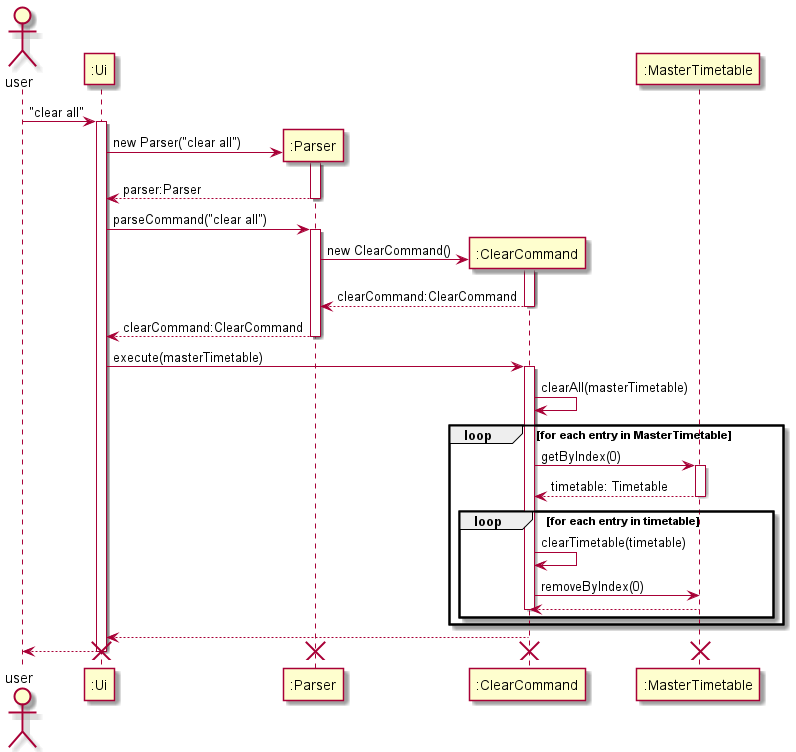 user
:Ui
:MasterTimetable
"clear all"
new Parser("clear all")
:Parser
parser:Parser
parseCommand("clear all")
new ClearCommand()
:ClearCommand
clearCommand:ClearCommand
clearCommand:ClearCommand
execute(masterTimetable)
clearAll(masterTimetable)
loop [for each entry in MasterTimetable]
getByIndex(0)
timetable: Timetable
loop [for each entry in timetable]
clearTimetable(timetable)
removeByIndex(0)
user
:Ui
:Parser
:ClearCommand
:MasterTimetable